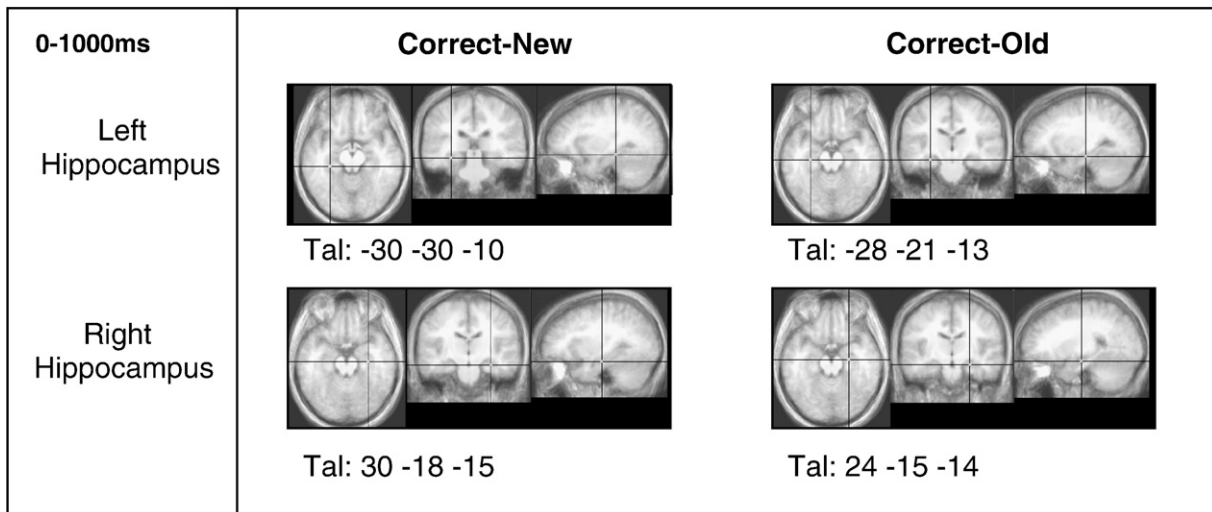 0-1000ms
Correct-New
Correct-Old
Left
Hippocampus
Tal: -30 -30 -10
Tal: -28 -21 -13
Right
Hippocampus
Tal: 30 -18 -15
Tal: 24 -15 -14